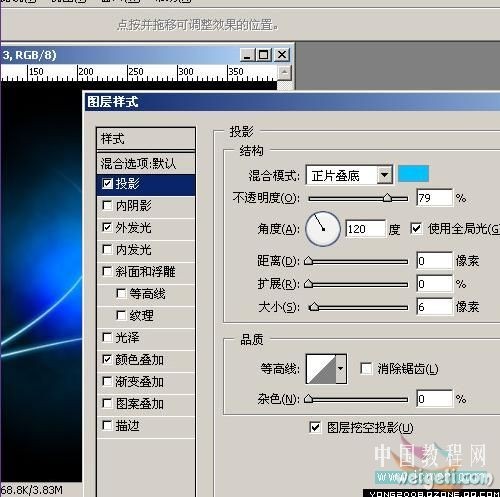 点按并拖移可调整效果的位置。
3, RGB/8)
150 200 250 300 350
图层样式
样式
混合选项:默认
投影
内阴影
外发光
内发光
斜面和浮雕
等高线
纹理
光泽
颜色叠加
渐变叠加
图案叠加
描边
投影
结构
混合模式: 正片叠底
不透明度(O): 79 %
角度(A): 120 度 使用全局光(G
距离(D): 0 像素
扩展(R): 0 %
大小(S): 6 像素
品质
等高线: 消除锯齿(L)
杂色(N): 0 %
图层挖空投影(U)
中国教程网
68.8K/3.83M
YONG2008.QZONE.QQ.COM